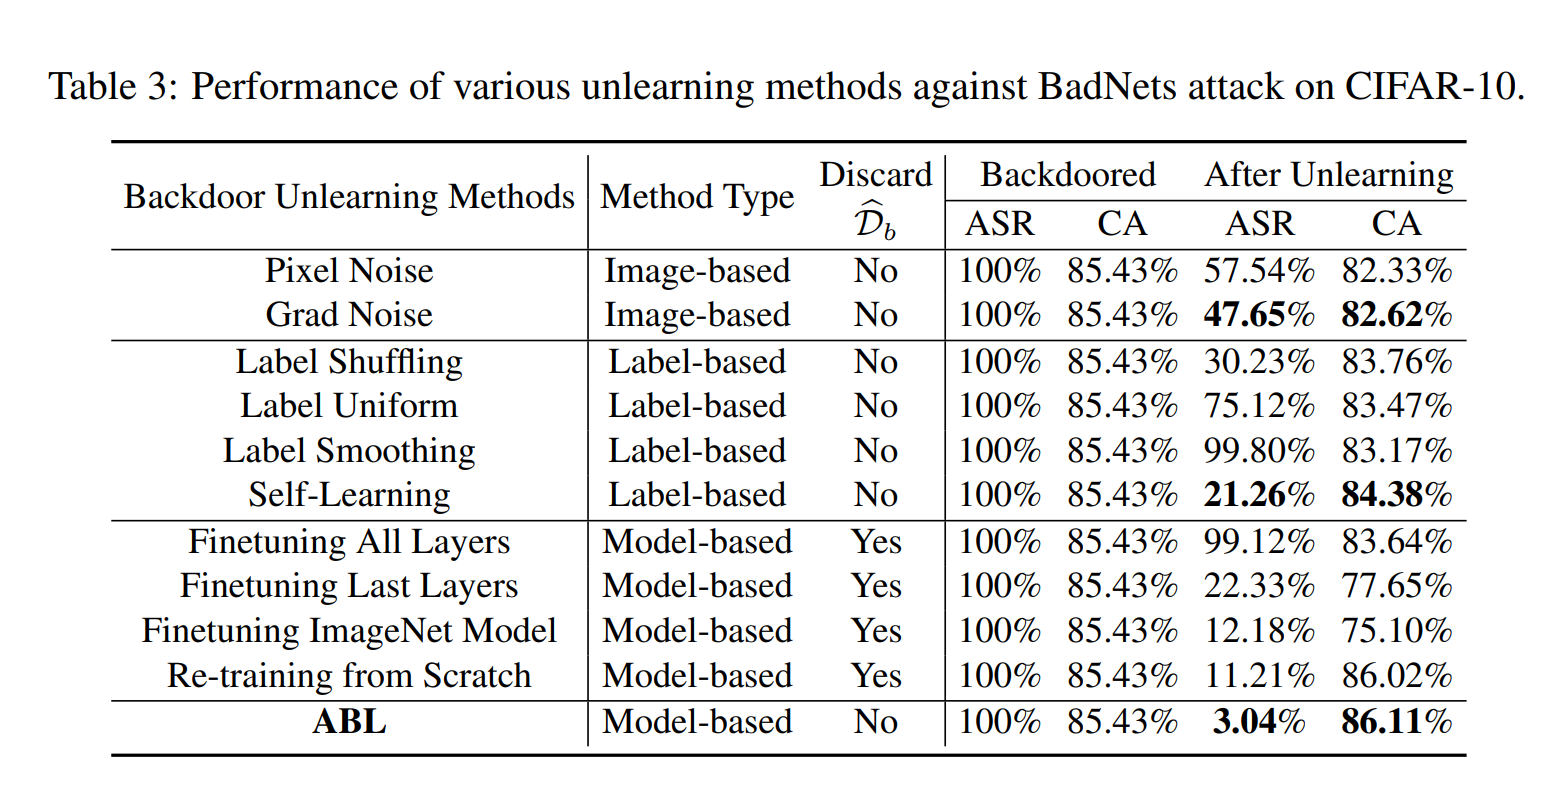 Table 3: Performance of various unlearning methods against BadNets attack on CIFAR-10.
Backdoor Unlearning Methods Method Type Discard D̂b Backdoored After Unlearning
ASR CA ASR CA
Pixel Noise Image-based No 100% 85.43% 57.54% 82.33%
Grad Noise Image-based No 100% 85.43% 47.65% 82.62%
Label Shuffling Label-based No 100% 85.43% 30.23% 83.76%
Label Uniform Label-based No 100% 85.43% 75.12% 83.47%
Label Smoothing Label-based No 100% 85.43% 99.80% 83.17%
Self-Learning Label-based No 100% 85.43% 21.26% 84.38%
Finetuning All Layers Model-based Yes 100% 85.43% 99.12% 83.64%
Finetuning Last Layers Model-based Yes 100% 85.43% 22.33% 77.65%
Finetuning ImageNet Model Model-based Yes 100% 85.43% 12.18% 75.10%
Re-training from Scratch Model-based Yes 100% 85.43% 11.21% 86.02%
ABL Model-based No 100% 85.43% 3.04% 86.11%